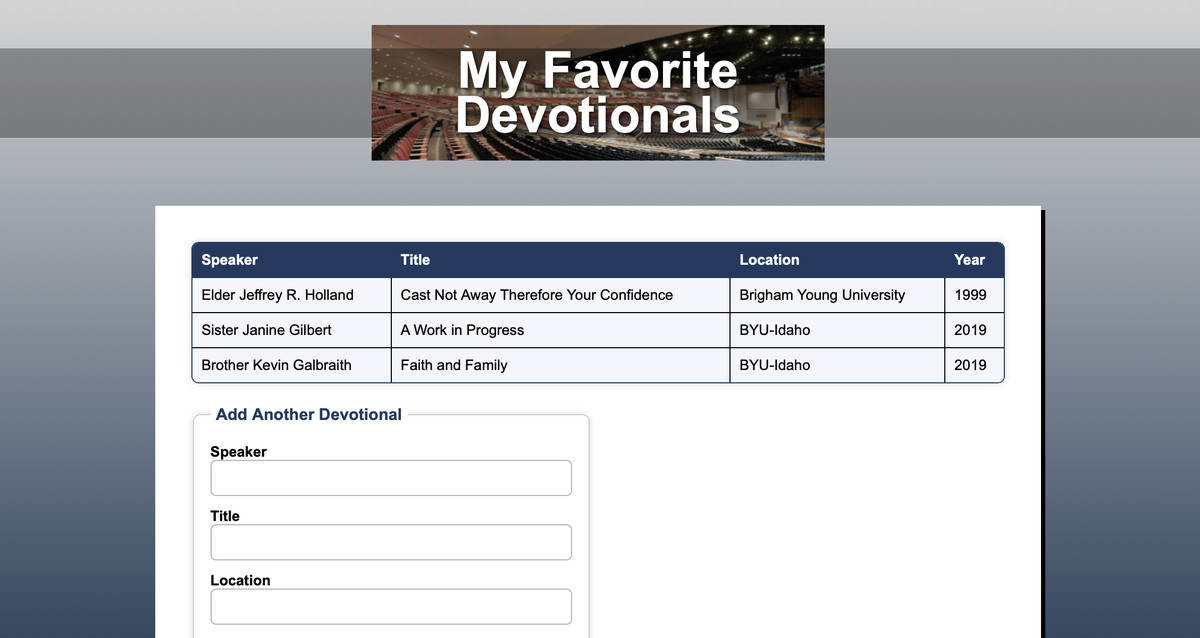 My Favorite
Devotionals
Speaker Title Location Year
Elder Jeffrey R. Holland Cast Not Away Therefore Your Confidence Brigham Young University 1999
Sister Janine Gilbert A Work in Progress BYU-Idaho 2019
Brother Kevin Galbraith Faith and Family BYU-Idaho 2019
Add Another Devotional
Speaker
Title
Location